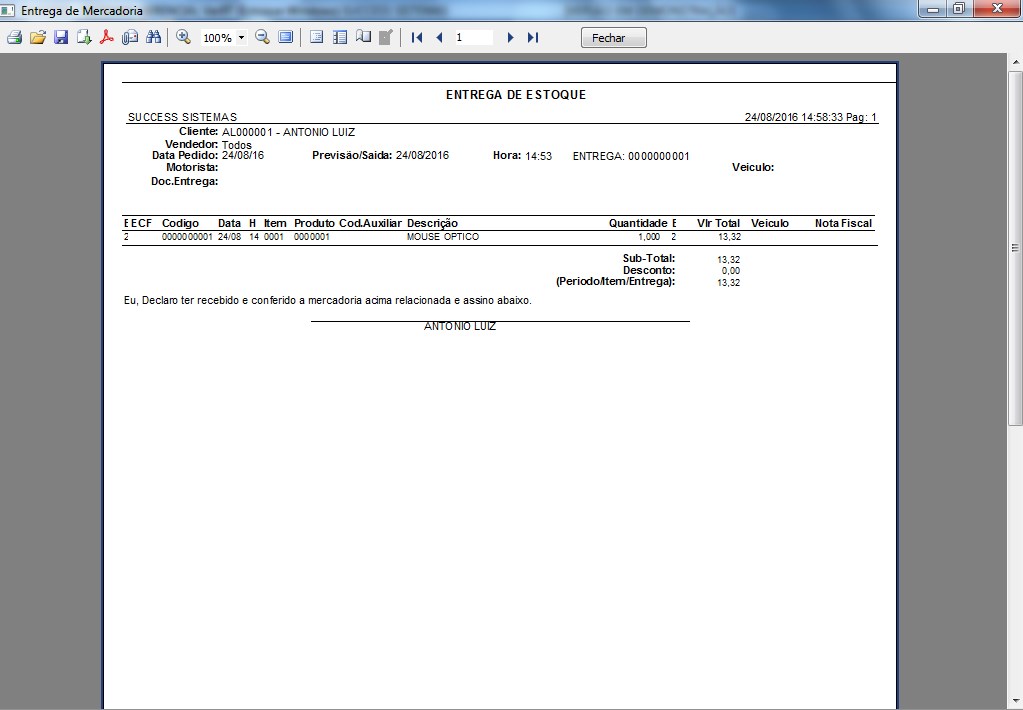 Entrega de Mercadoria
100% 1 Fechar
ENTREGA DE ESTOQUE
SUCCESS SISTEMAS 24/08/2016 14:58:33 Pag: 1
Cliente: AL000001 - ANTONIO LUIZ
Vendedor: Todos
Data Pedido: 24/08/16 Previsão/Saida: 24/08/2016 Hora: 14:53 ENTREGA: 0000000001
Motorista: Veiculo:
Doc.Entrega:
E ECF Codigo Data H Item Produto Cod.Auxiliar Descrição Quantidade E Vlr Total Veiculo Nota Fiscal
2 0000000001 24/08 14 0001 0000001 MOUSE OPTICO 1,000 2 13,32
Sub-Total: 13,32
Desconto: 0,00
(Periodo/Item/Entrega): 13,32
Eu, Declaro ter recebido e conferido a mercadoria acima relacionada e assino abaixo.
ANTONIO LUIZ